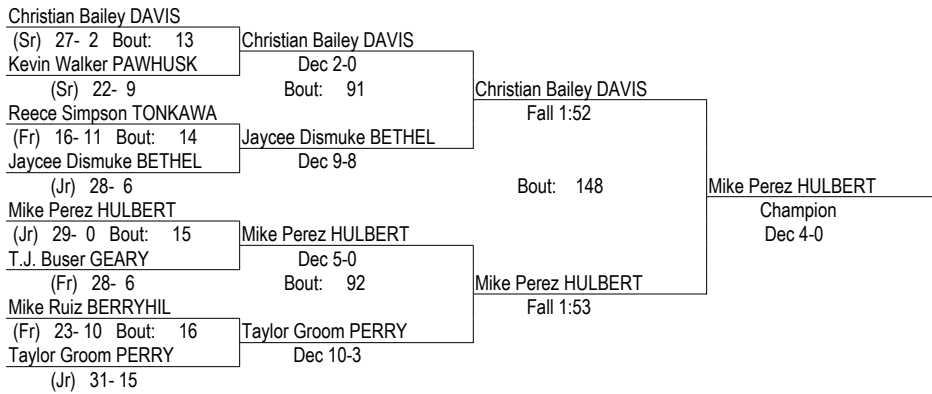 Christian Bailey DAVIS
(Sr) 27- 2 Bout: 13 Christian Bailey DAVIS
Kevin Walker PAWHUSK Dec 2-0
(Sr) 22- 9 Bout: 91 Christian Bailey DAVIS
Reece Simpson TONKAWA Fall 1:52
(Fr) 16- 11 Bout: 14 Jaycee Dismuke BETHEL
Jaycee Dismuke BETHEL Dec 9-8
(Jr) 28- 6 Bout: 148 Mike Perez HULBERT
Mike Perez HULBERT Champion
(Jr) 29- 0 Bout: 15 Mike Perez HULBERT Dec 4-0
T.J. Buser GEARY Dec 5-0
(Fr) 28- 6 Bout: 92 Mike Perez HULBERT
Mike Ruiz BERRYHIL Fall 1:53
(Fr) 23- 10 Bout: 16 Taylor Groom PERRY
Taylor Groom PERRY Dec 10-3
(Jr) 31- 15